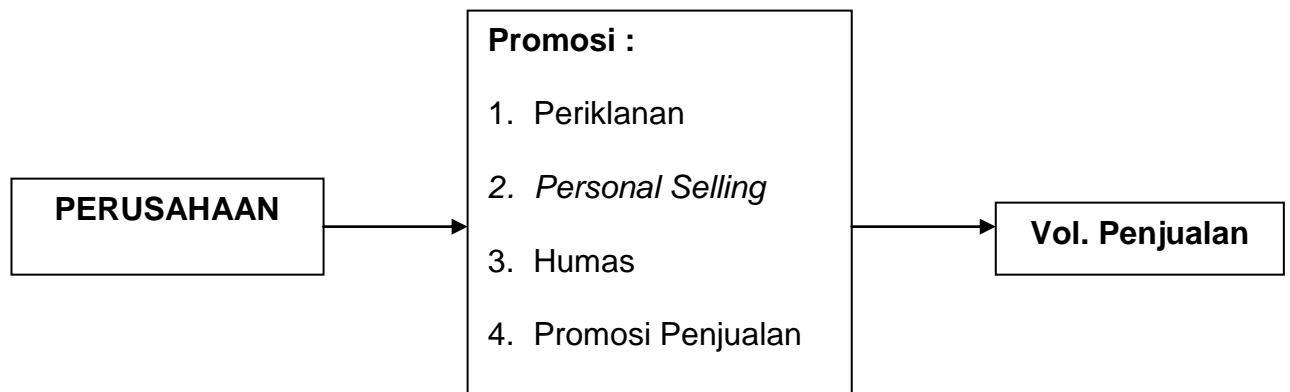 PERUSAHAAN
Promosi :
1. Periklanan
2. Personal Selling
3. Humas
4. Promosi Penjualan
Vol. Penjualan